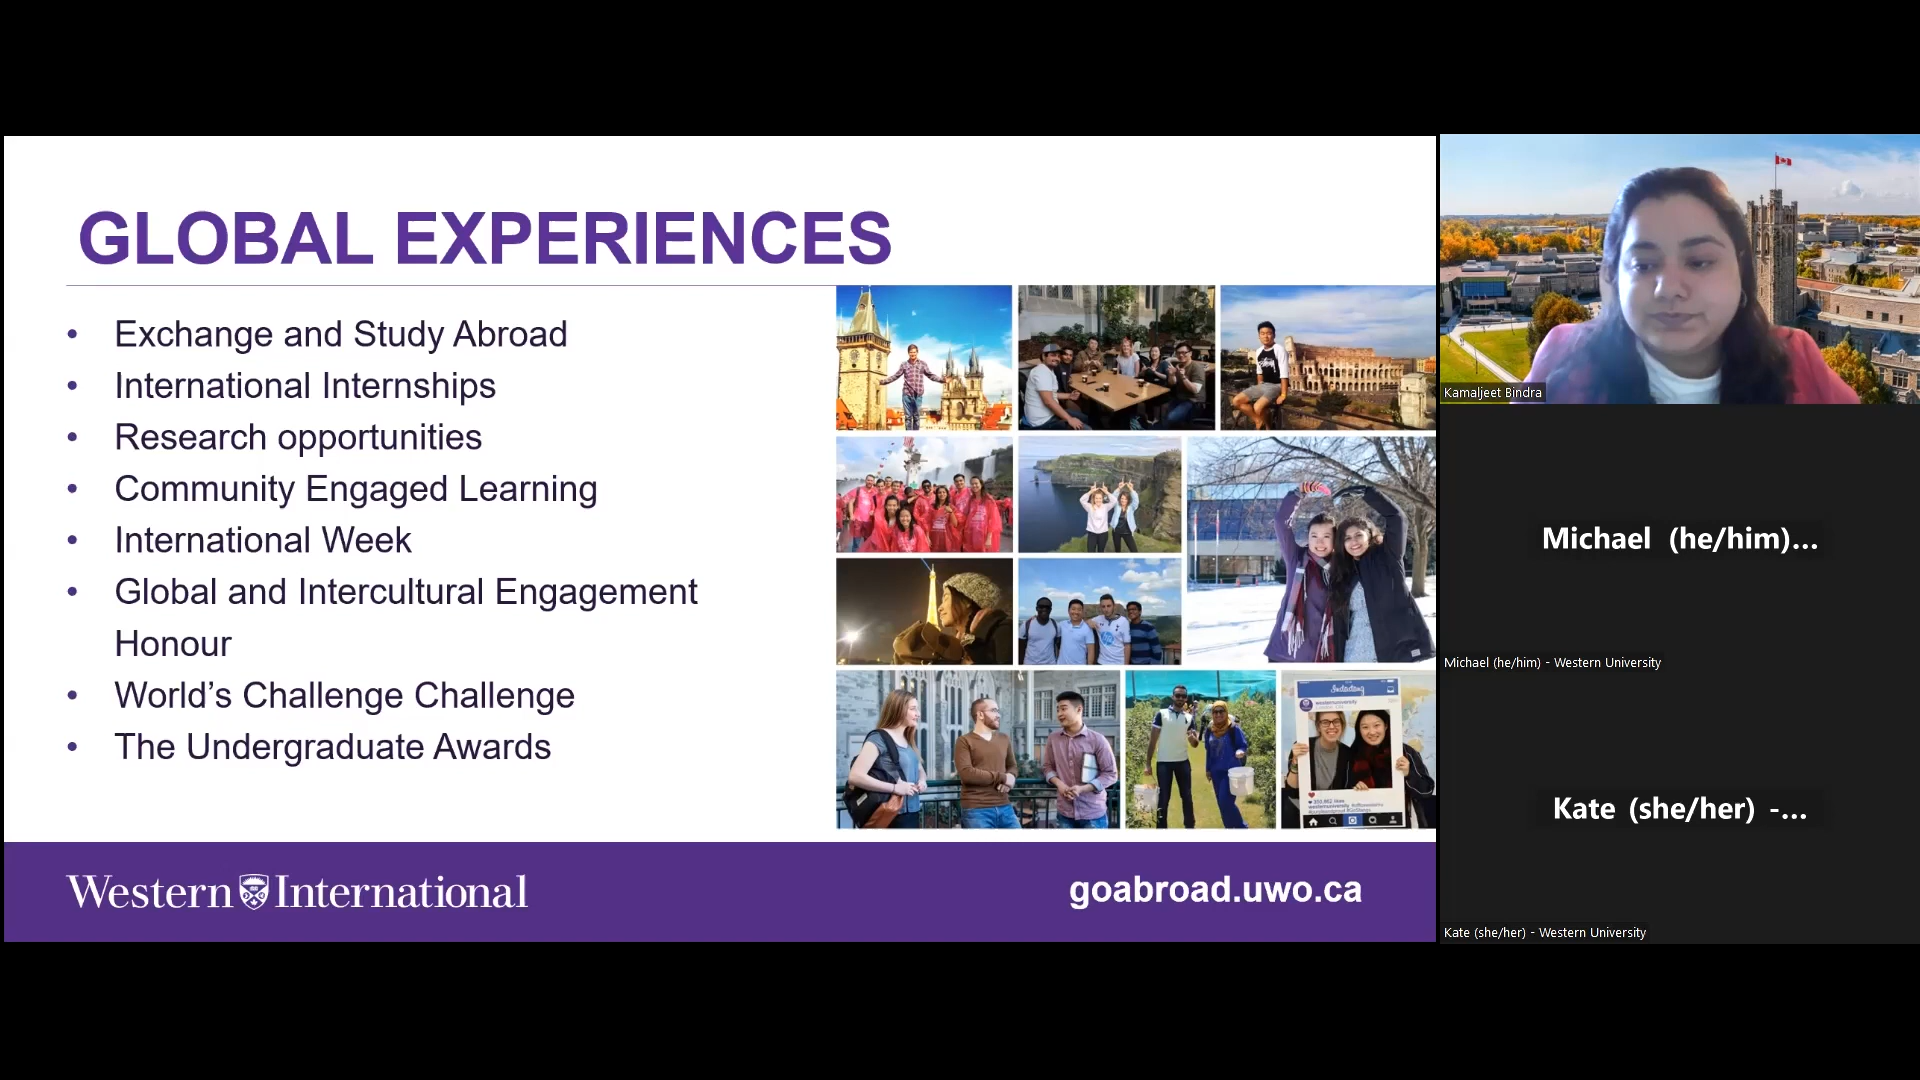 GLOBAL EXPERIENCES
• Exchange and Study Abroad
• International Internships
• Research opportunities
• Community Engaged Learning
• International Week
• Global and Intercultural Engagement
Honour
• World’s Challenge Challenge
• The Undergraduate Awards
westernuniversity
westernuniversity
Western International
goabroad.uwo.ca
Kamaljeet Bindra
Michael (he/him)...
Michael (he/him) - Western University
Kate (she/her) -...
Kate (she/her) - Western University